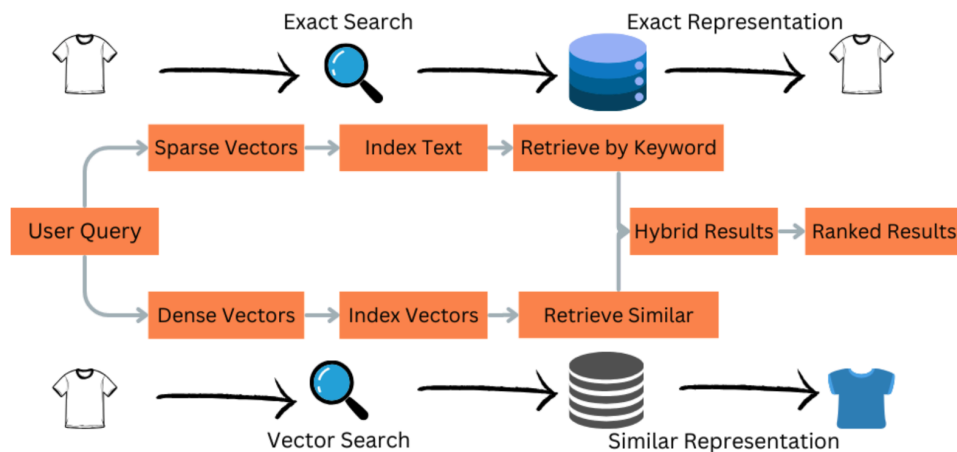 Exact Search
Exact Representation
Sparse Vectors
Index Text
Retrieve by Keyword
User Query
Hybrid Results
Ranked Results
Dense Vectors
Index Vectors
Retrieve Similar
Vector Search
Similar Representation